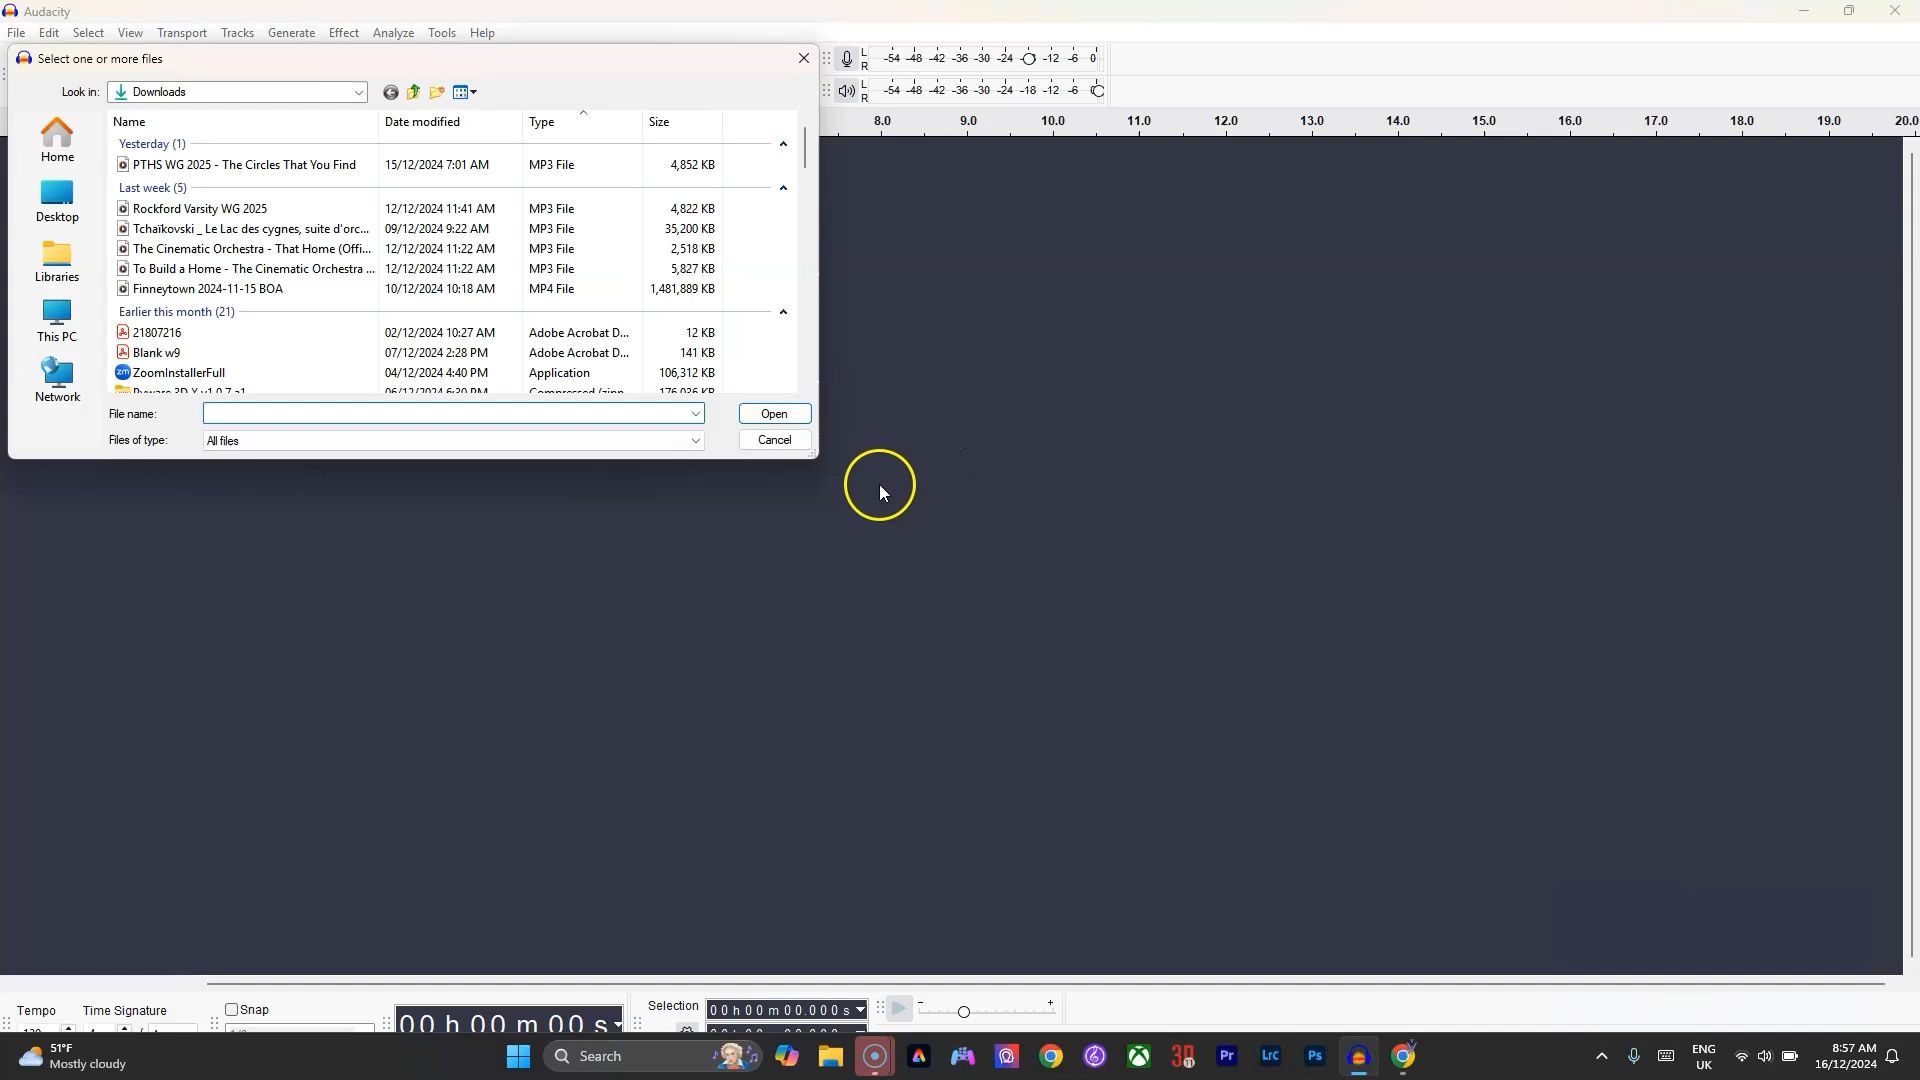 Audacity
File Edit Select View Transport Tracks Generate Effect Analyze Tools Help
Select one or more files
Look in: Downloads
L
R
-54 -48 -42 -36 -30 -24 -12 -6 0
L
R
-54 -48 -42 -36 -30 -24 -18 -12 -6
8.0 9.0 10.0 11.0 12.0 13.0 14.0 15.0 16.0 17.0 18.0 19.0 20.0
Home
Desktop
Libraries
This PC
Network
Name Date modified Type Size
Yesterday (1)
PTHS WG 2025 - The Circles That You Find 15/12/2024 7:01 AM MP3 File 4,852 KB
Last week (5)
Rockford Varsity WG 2025 12/12/2024 11:41 AM MP3 File 4,822 KB
Tchaïkovski _ Le Lac des cygnes, suite d'orc... 09/12/2024 9:22 AM MP3 File 35,200 KB
The Cinematic Orchestra - That Home (Offi... 12/12/2024 11:22 AM MP3 File 2,518 KB
To Build a Home - The Cinematic Orchestra ... 12/12/2024 11:22 AM MP3 File 5,827 KB
Finneytown 2024-11-15 BOA 10/12/2024 10:18 AM MP4 File 1,481,889 KB
Earlier this month (21)
21807216 02/12/2024 10:27 AM Adobe Acrobat D... 12 KB
Blank w9 07/12/2024 2:28 PM Adobe Acrobat D... 141 KB
ZoomInstallerFull 04/12/2024 4:40 PM Application 106,312 KB
File name:
Open
Files of type: All files
Cancel
Tempo Time Signature Snap
00 h 00 m 00 s
Selection 00 h 00 m 00.000 s
- +
51°F
Mostly cloudy
Search
zm
Pr Lrc Ps
ENG
UK
8:57 AM
16/12/2024